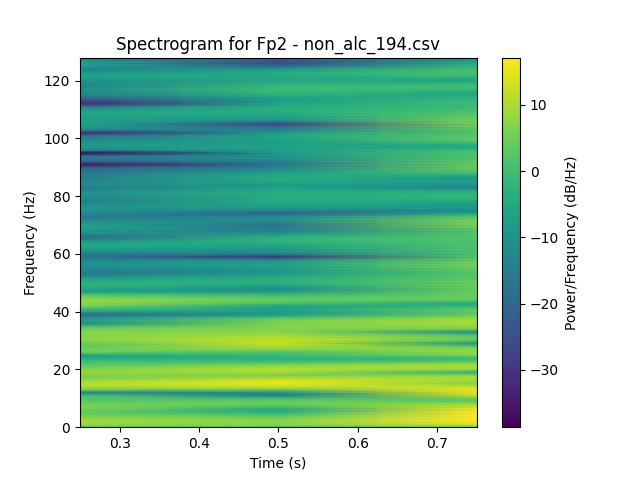 Spectrogram for Fp2 - non_alc_194.csv
120
100
80
60
40
20
0
Frequency (Hz)
0.3 0.4 0.5 0.6 0.7
Time (s)
10
0
−10
−20
−30
Power/Frequency (dB/Hz)